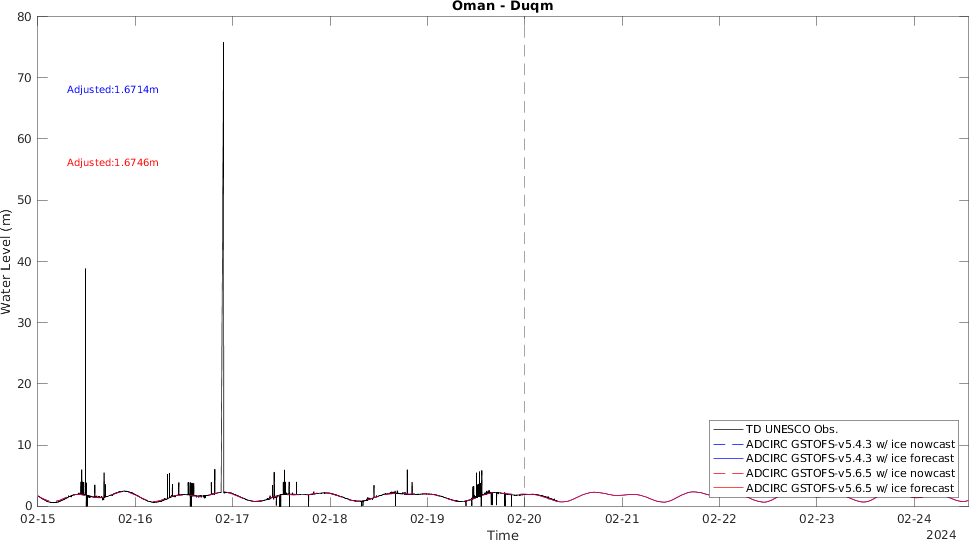 Oman - Duqm
80
70
60
50
40
30
20
10
0
Water Level (m)
Adjusted:1.6714m
Adjusted:1.6746m
TD UNESCO Obs.
ADCIRC GSTOFS-v5.4.3 w/ ice nowcast
ADCIRC GSTOFS-v5.4.3 w/ ice forecast
ADCIRC GSTOFS-v5.6.5 w/ ice nowcast
ADCIRC GSTOFS-v5.6.5 w/ ice forecast
02-15 02-16 02-17 02-18 02-19 02-20 02-21 02-22 02-23 02-24
Time
2024